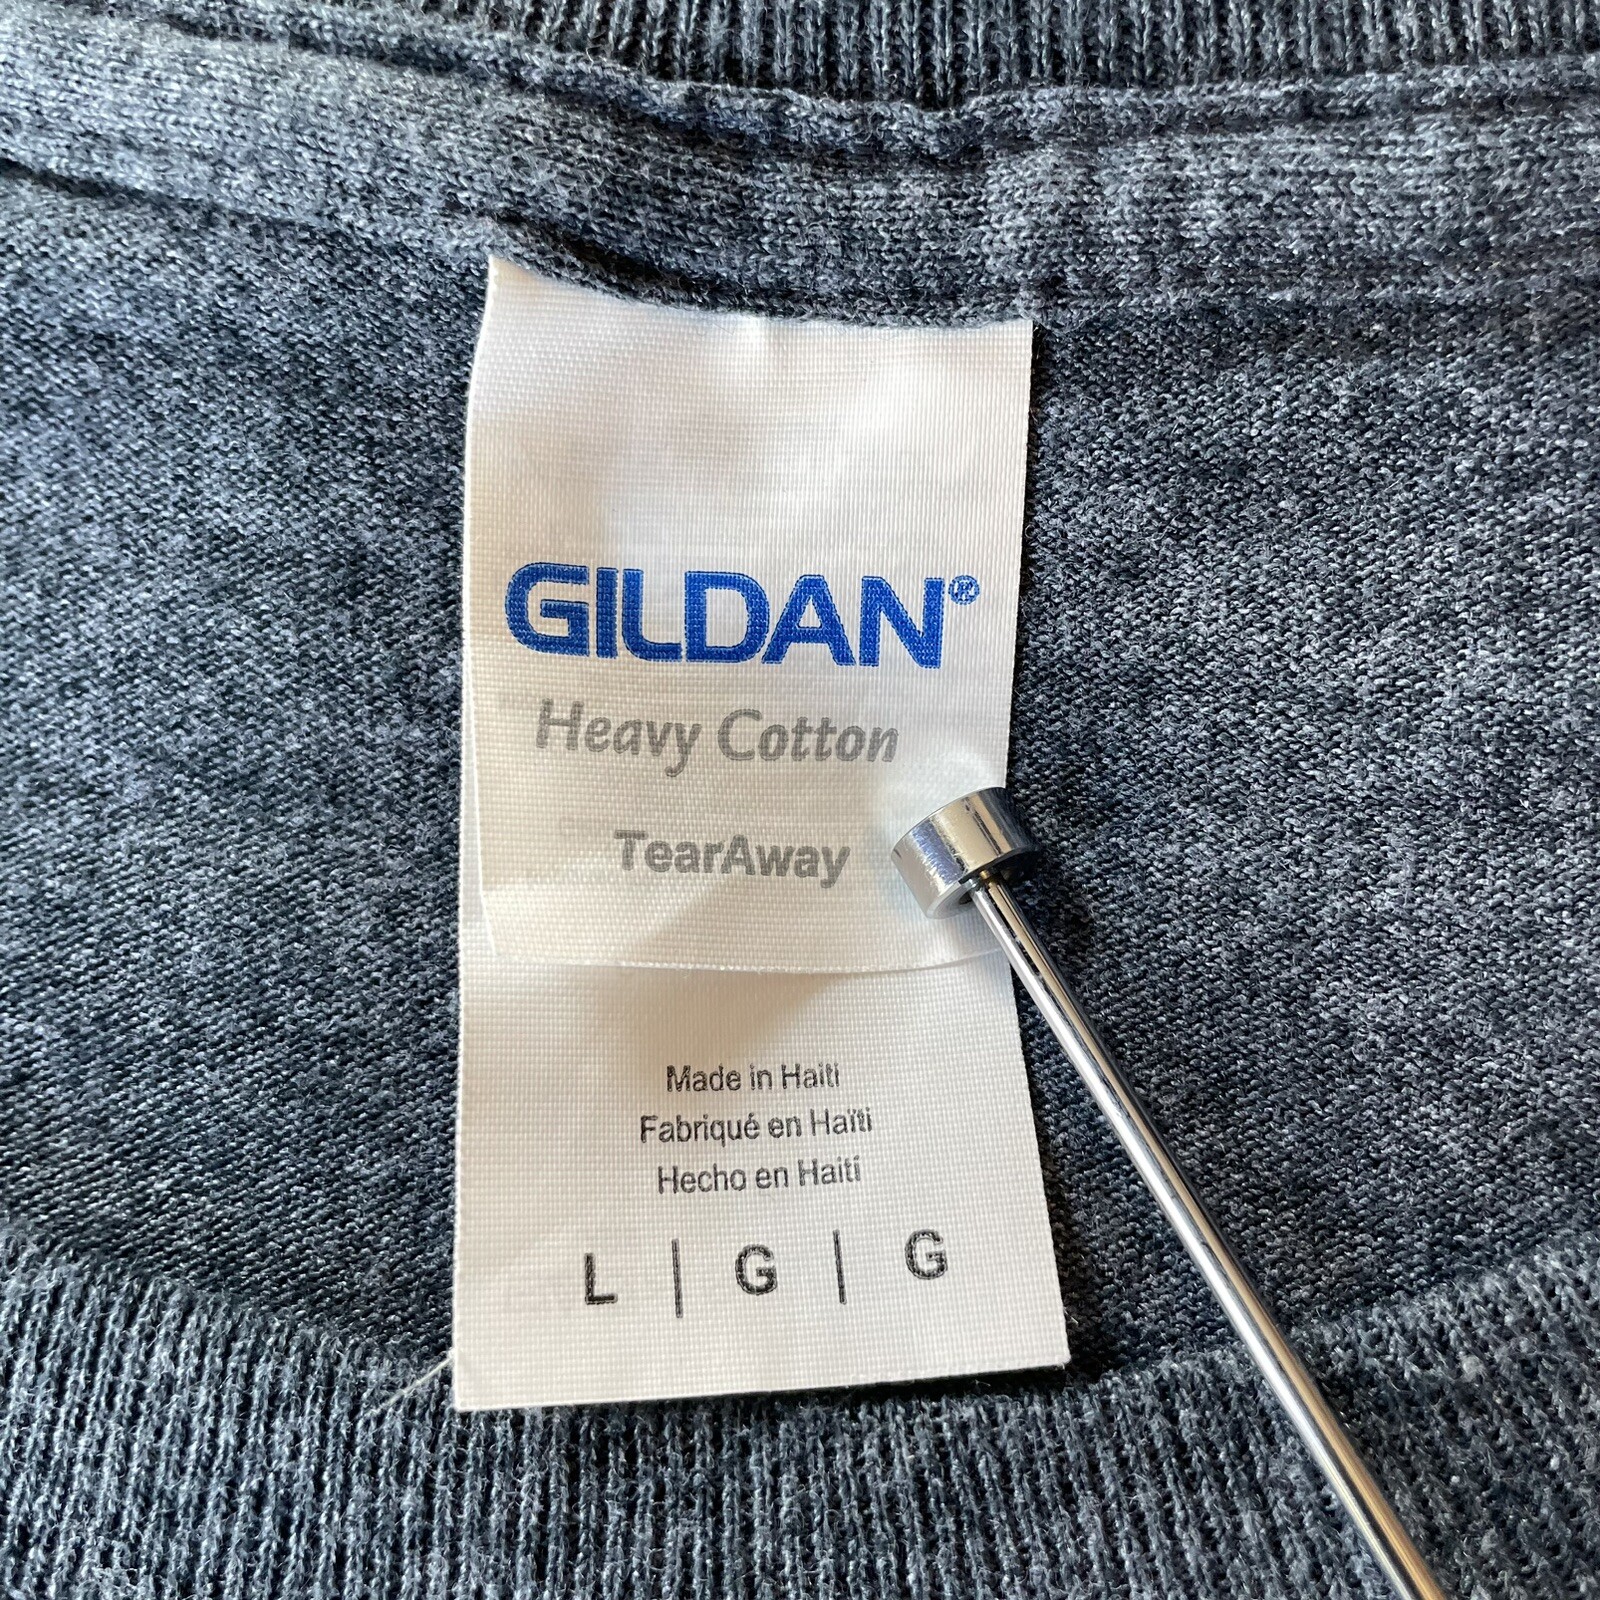 GILDAN®
Heavy Cotton
TearAway
Made in Haiti
Fabriqué en Haïti
Hecho en Haití
L | G | G